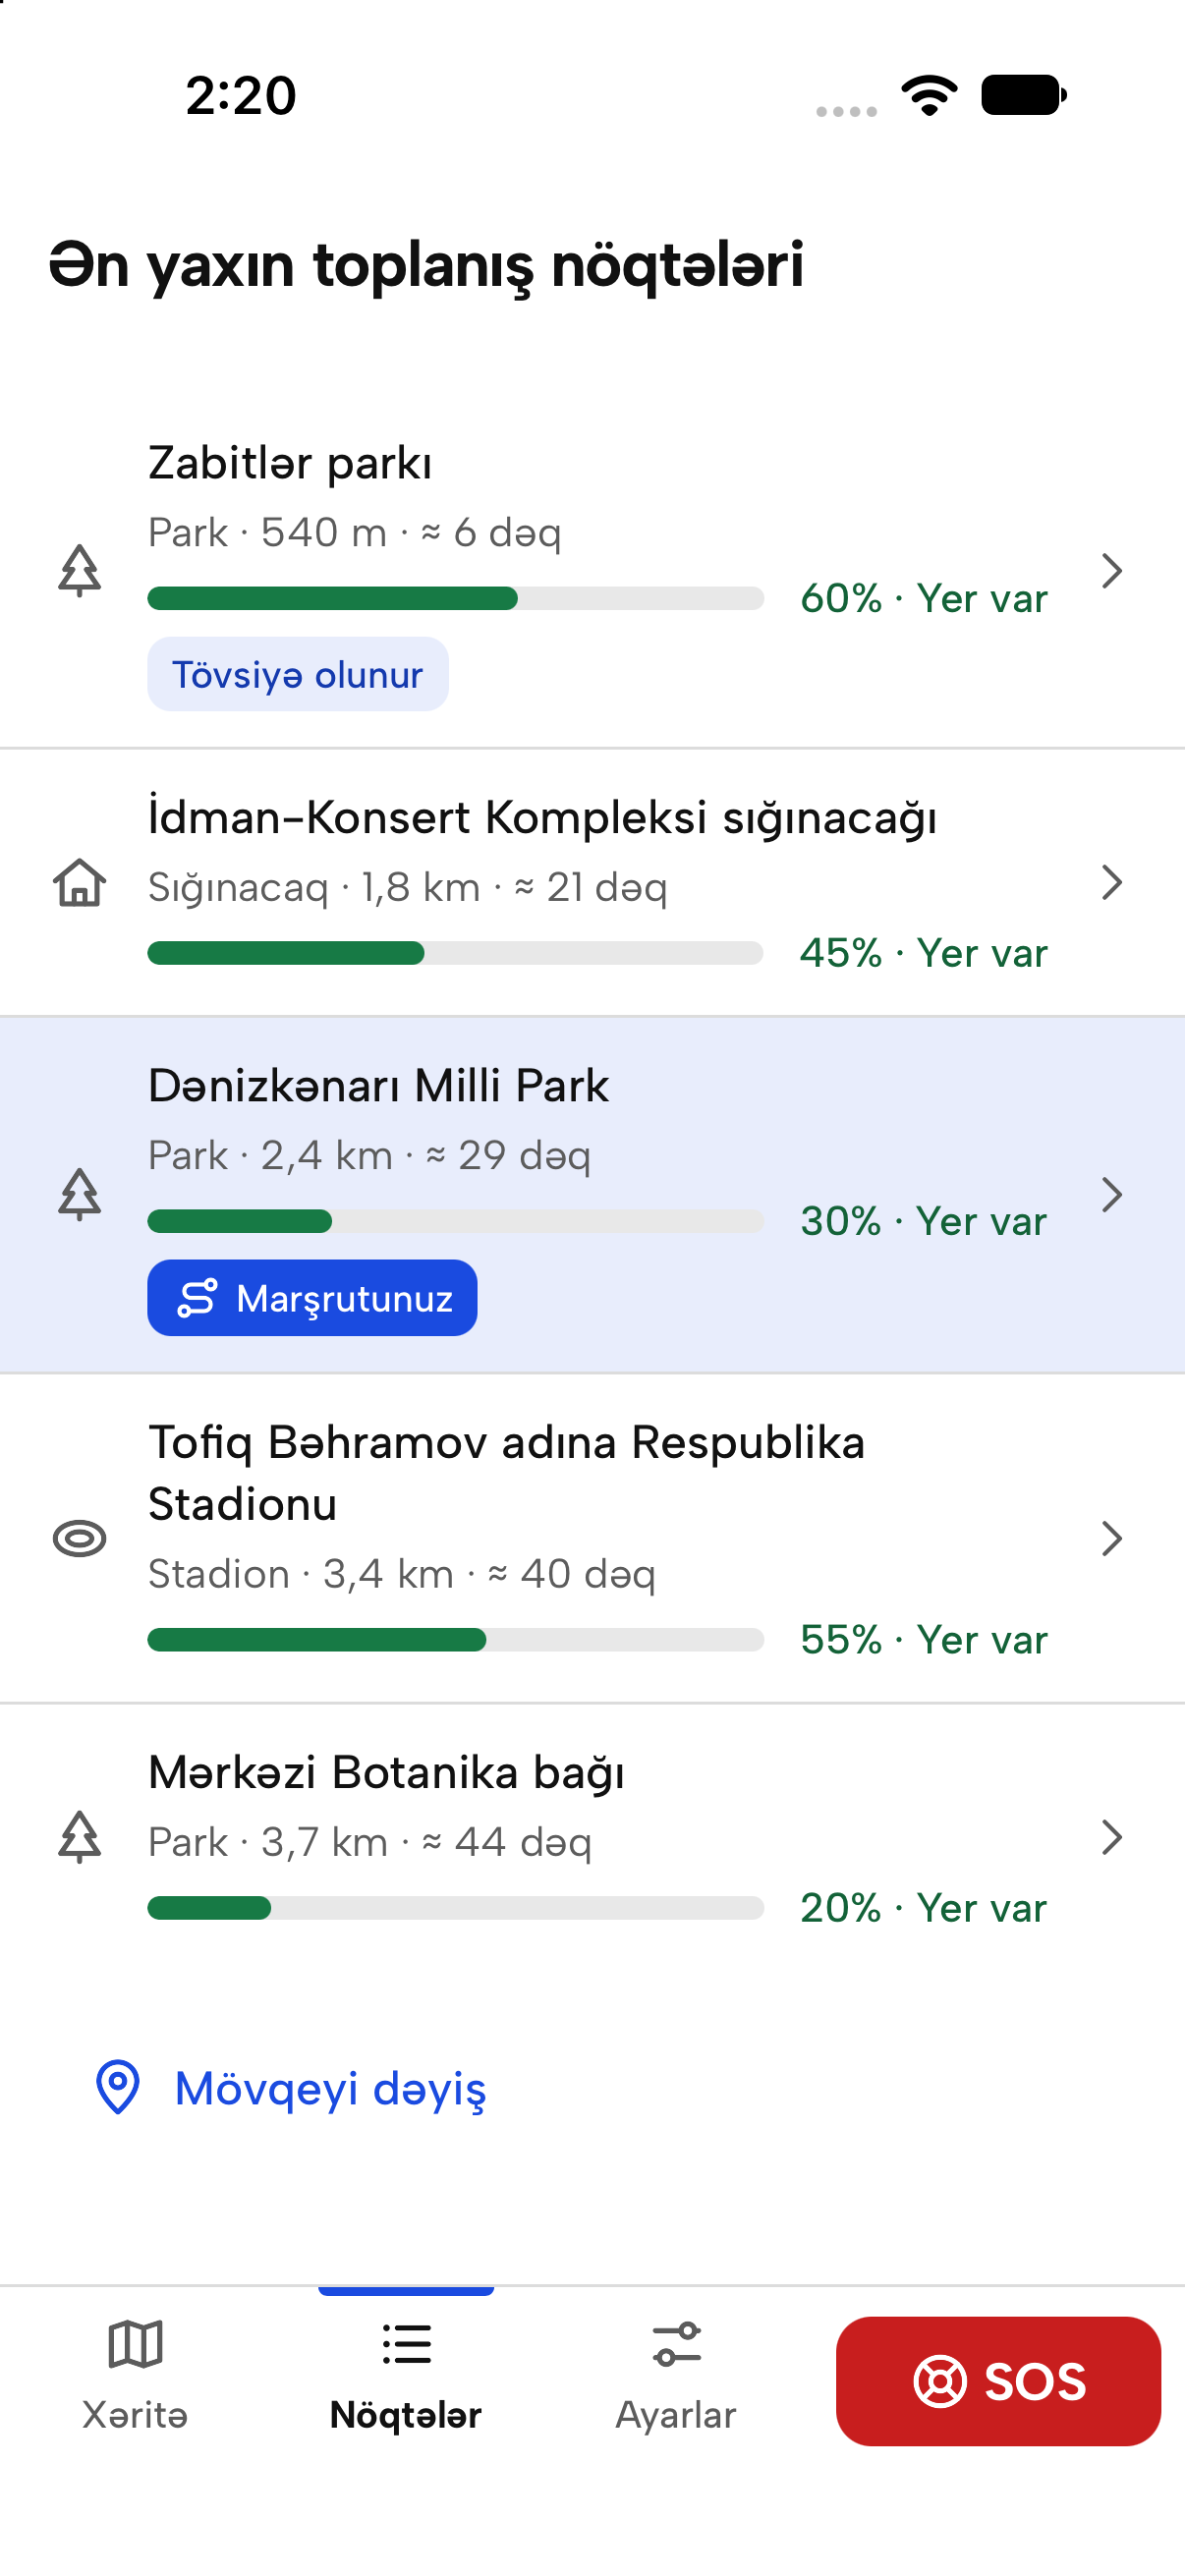 2:20
Ən yaxın toplanış nöqtələri
Zabitlər parkı
Park · 540 m · ≈ 6 dəq
60% · Yer var
Tövsiyə olunur
İdman–Konsert Kompleksi sığınacağı
Sığınacaq · 1,8 km · ≈ 21 dəq
45% · Yer var
Dənizkənarı Milli Park
Park · 2,4 km · ≈ 29 dəq
30% · Yer var
Marşrutunuz
Tofiq Bəhramov adına Respublika
Stadionu
Stadion · 3,4 km · ≈ 40 dəq
55% · Yer var
Mərkəzi Botanika bağı
Park · 3,7 km · ≈ 44 dəq
20% · Yer var
Mövqeyi dəyiş
Xəritə
Nöqtələr
Ayarlar
SOS